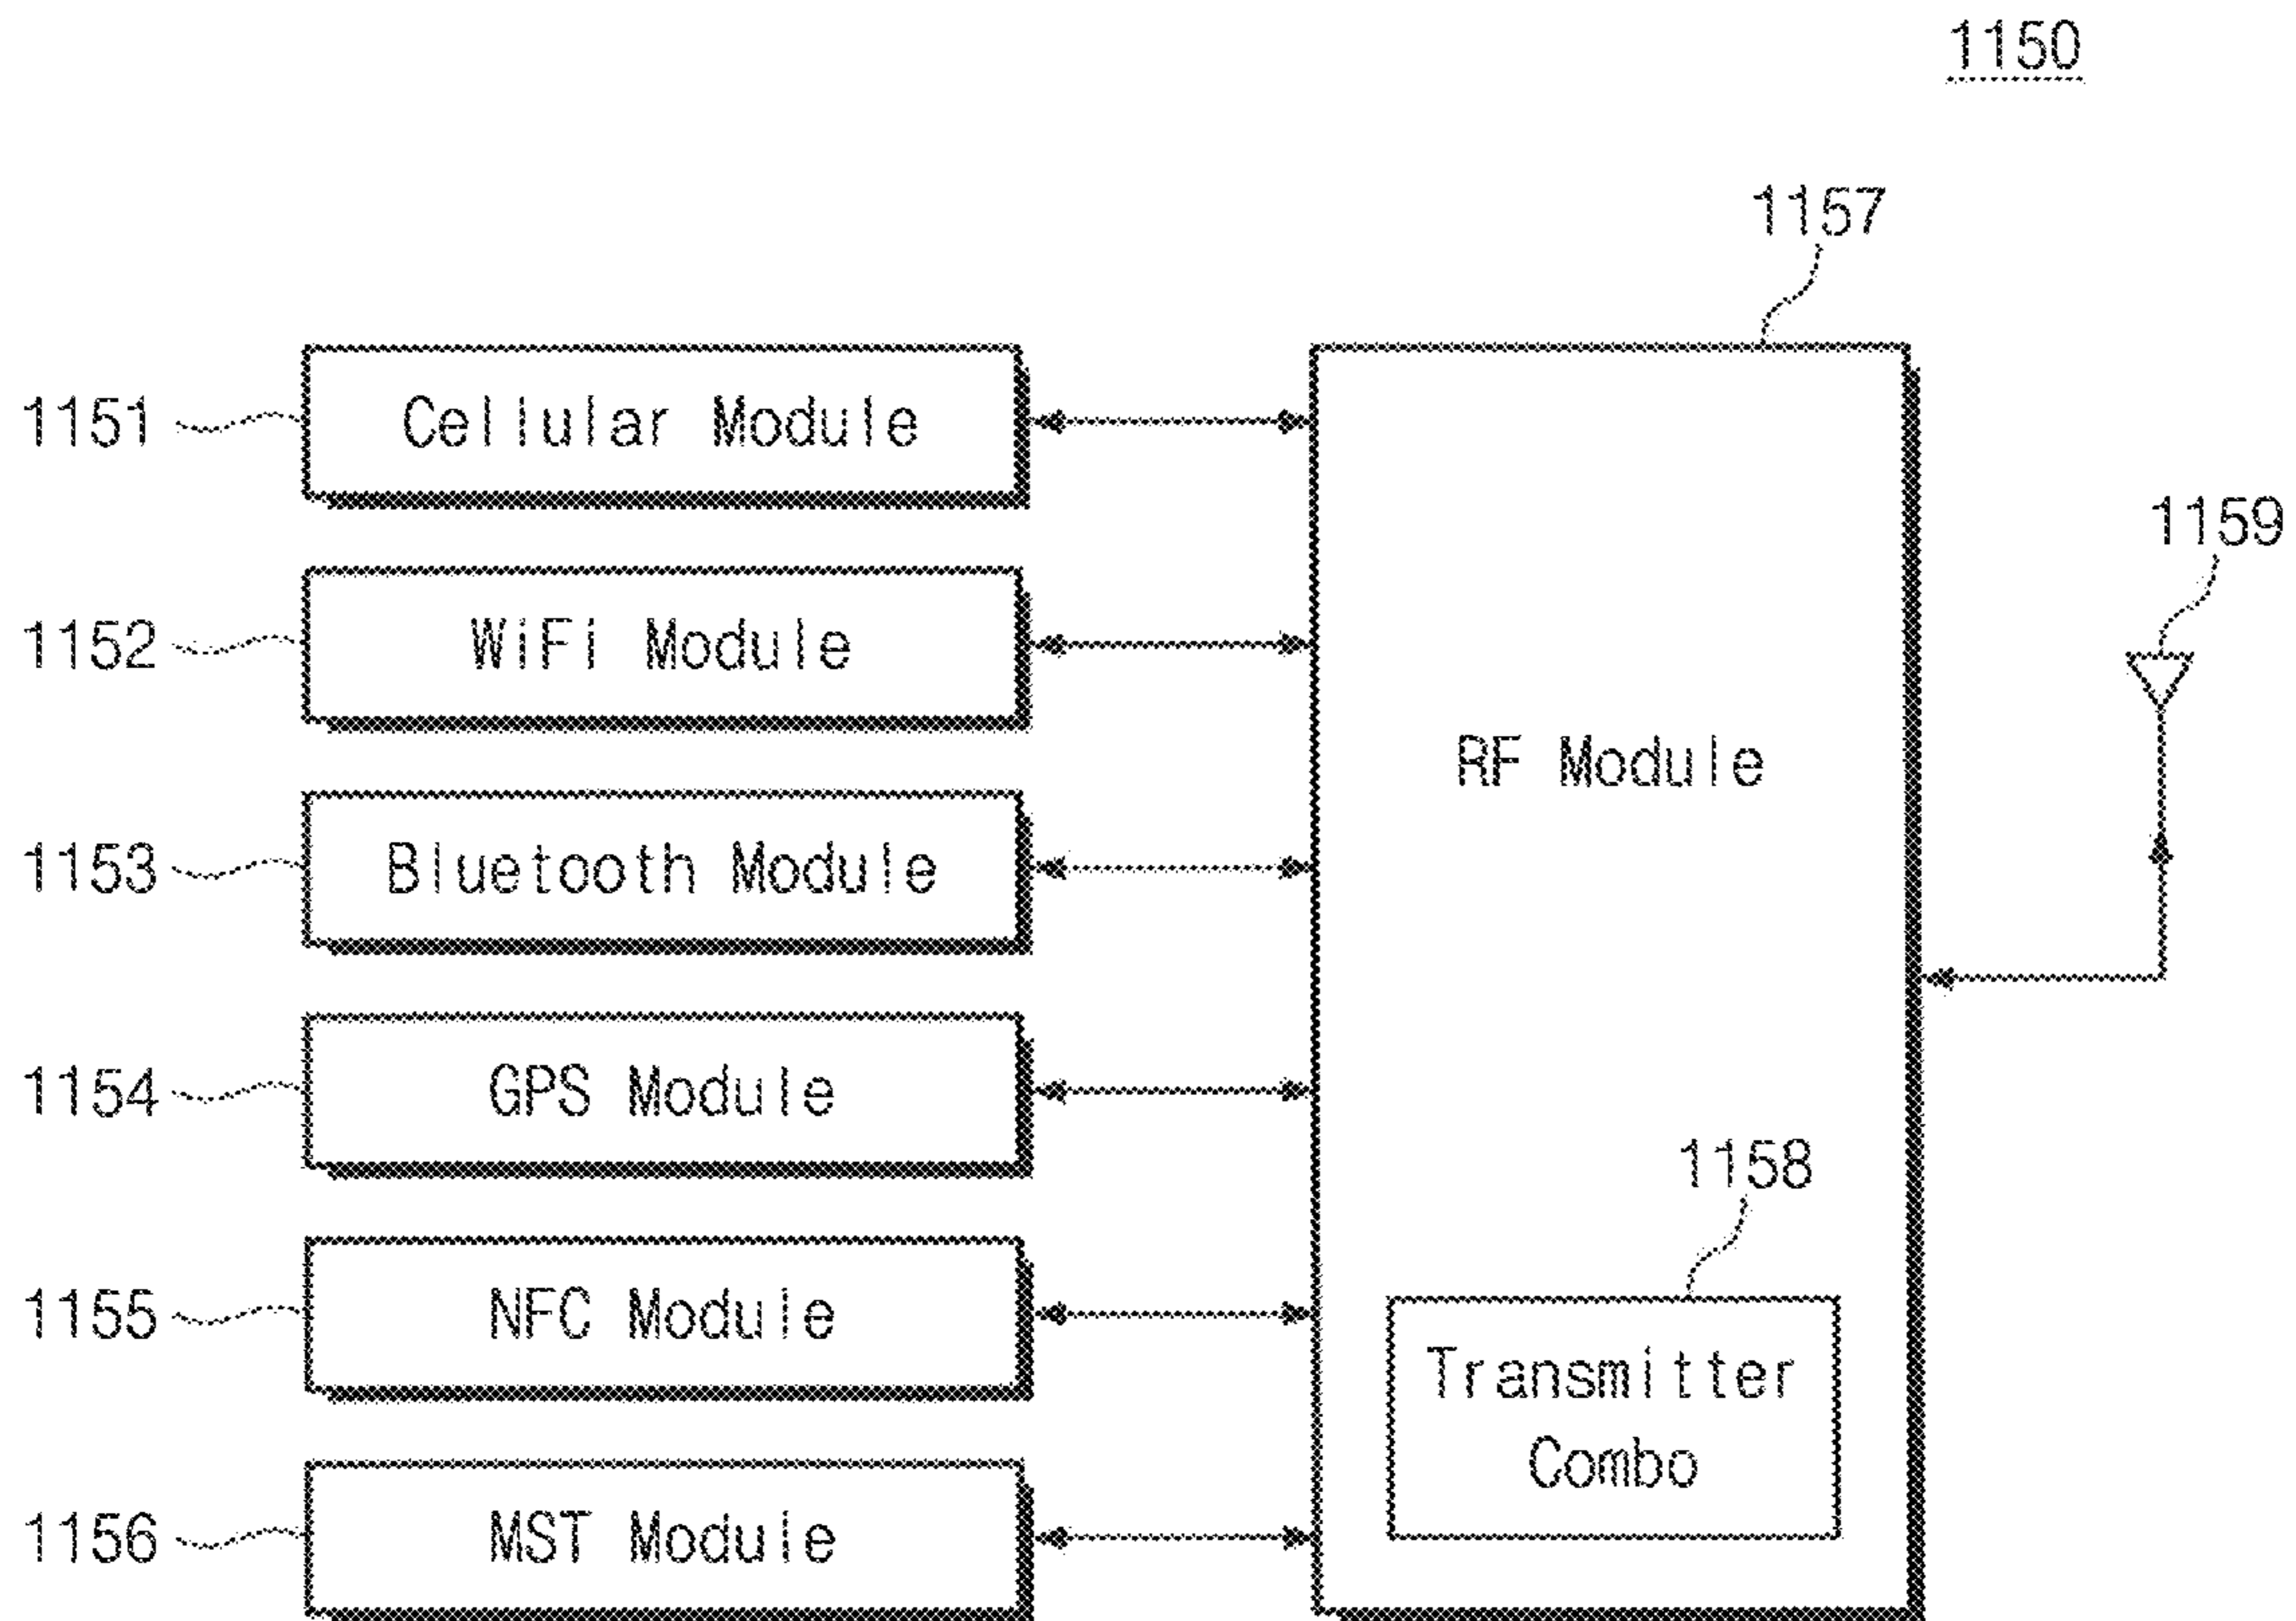 1150
1157
1151
Cellular Module
1159
1152
WiFi Module
RF Module
1153
Bluetooth Module
1154
GPS Module
1158
1155
NFC Module
Transmitter
Combo
1156
MST Module